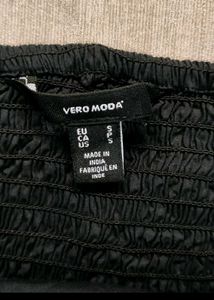 VERO MODA
EU S
CA P
US S
MADE IN
INDIA
FABRIQUÉ EN
INDE